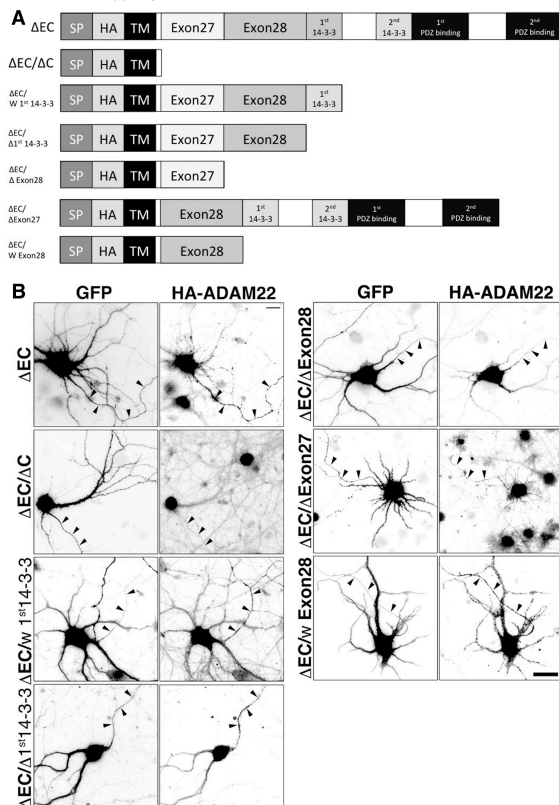 A
ΔEC SP HA TM Exon27 Exon28 1st 14-3-3 2nd 14-3-3 1st PDZ binding 2nd PDZ binding
ΔEC/ΔC SP HA TM
ΔEC/ W 1st 14-3-3 SP HA TM Exon27 Exon28 1st 14-3-3
ΔEC/ Δ1st 14-3-3 SP HA TM Exon27 Exon28
ΔEC/ Δ Exon28 SP HA TM Exon27
ΔEC/ ΔExon27 SP HA TM Exon28 1st 14-3-3 2nd 14-3-3 1st PDZ binding 2nd PDZ binding
ΔEC/ W Exon28 SP HA TM Exon28
B
GFP HA-ADAM22
ΔEC
ΔEC/ΔC
ΔEC/w 1st14-3-3
ΔEC/Δ1st14-3-3
GFP HA-ADAM22
ΔEC/ΔExon28
ΔEC/ΔExon27
ΔEC/w Exon28